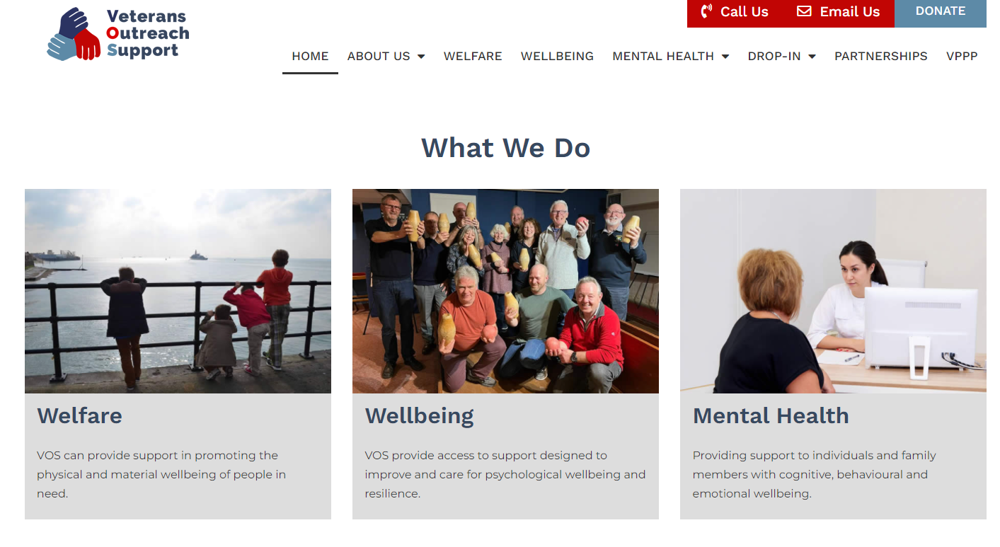 Veterans
Outreach
Support
Call Us
Email Us
DONATE
HOME
ABOUT US
WELFARE
WELLBEING
MENTAL HEALTH
DROP-IN
PARTNERSHIPS
VPPP
What We Do
Welfare
VOS can provide support in promoting the
physical and material wellbeing of people in
need.
Wellbeing
VOS provide access to support designed to
improve and care for psychological wellbeing and
resilience.
Mental Health
Providing support to individuals and family
members with cognitive, behavioural and
emotional wellbeing.